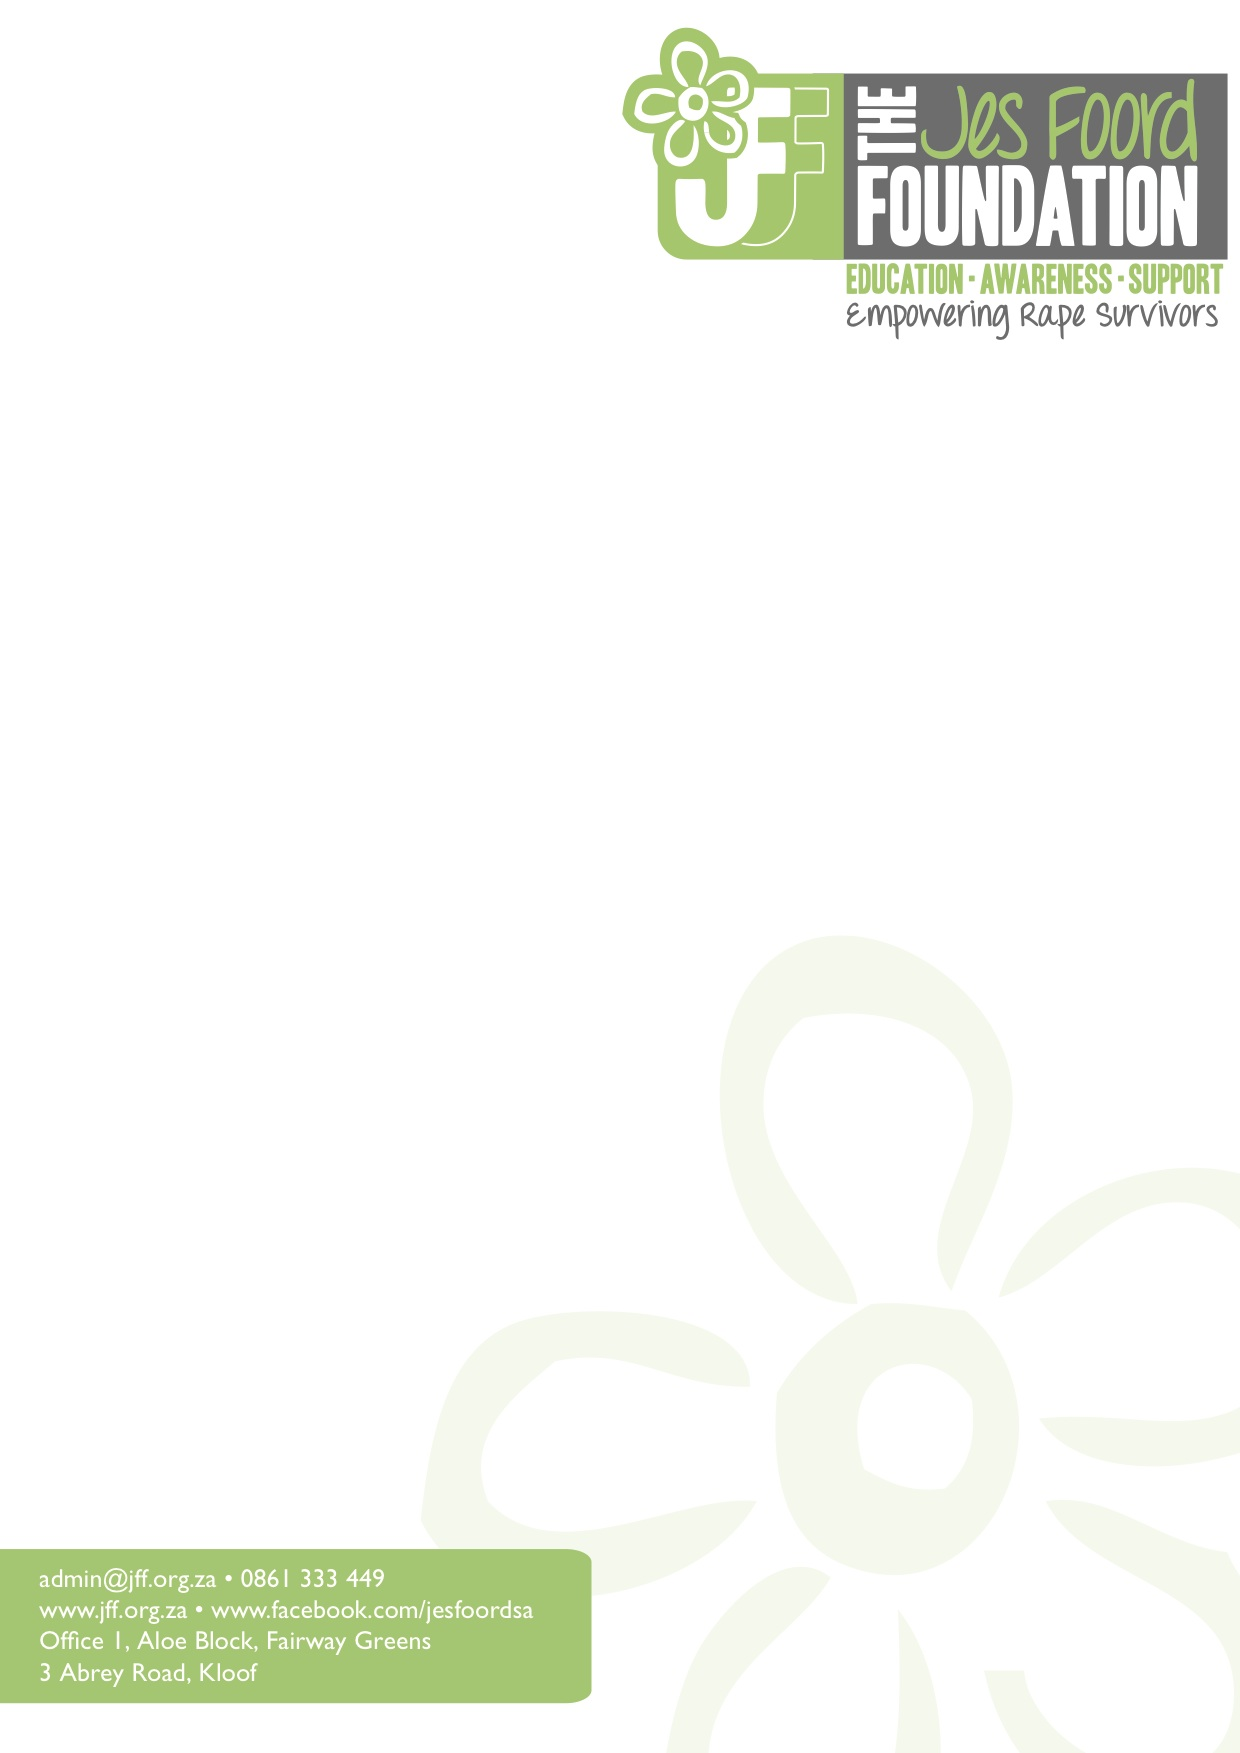 JFF
THE Jes Foord
FOUNDATION
EDUCATION · AWARENESS · SUPPORT
Empowering Rape Survivors
admin@jff.org.za • 0861 333 449
www.jff.org.za • www.facebook.com/jesfoordsa
Office 1, Aloe Block, Fairway Greens
3 Abrey Road, Kloof